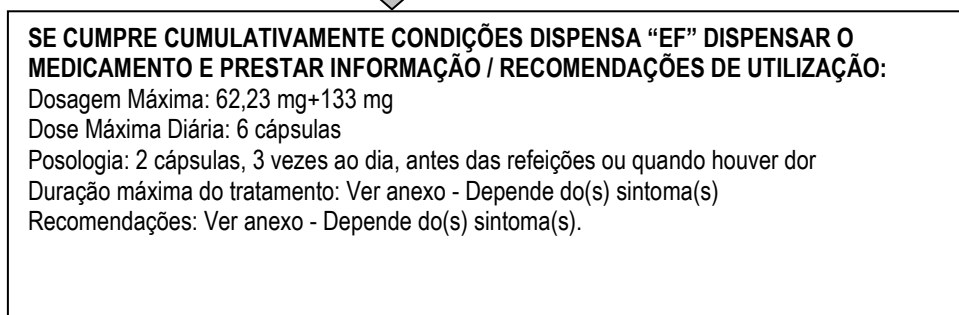 SE CUMPRE CUMULATIVAMENTE CONDIÇÕES DISPENSA “EF” DISPENSAR O
MEDICAMENTO E PRESTAR INFORMAÇÃO / RECOMENDAÇÕES DE UTILIZAÇÃO:
Dosagem Máxima: 62,23 mg+133 mg
Dose Máxima Diária: 6 cápsulas
Posologia: 2 cápsulas, 3 vezes ao dia, antes das refeições ou quando houver dor
Duração máxima do tratamento: Ver anexo - Depende do(s) sintoma(s)
Recomendações: Ver anexo - Depende do(s) sintoma(s).